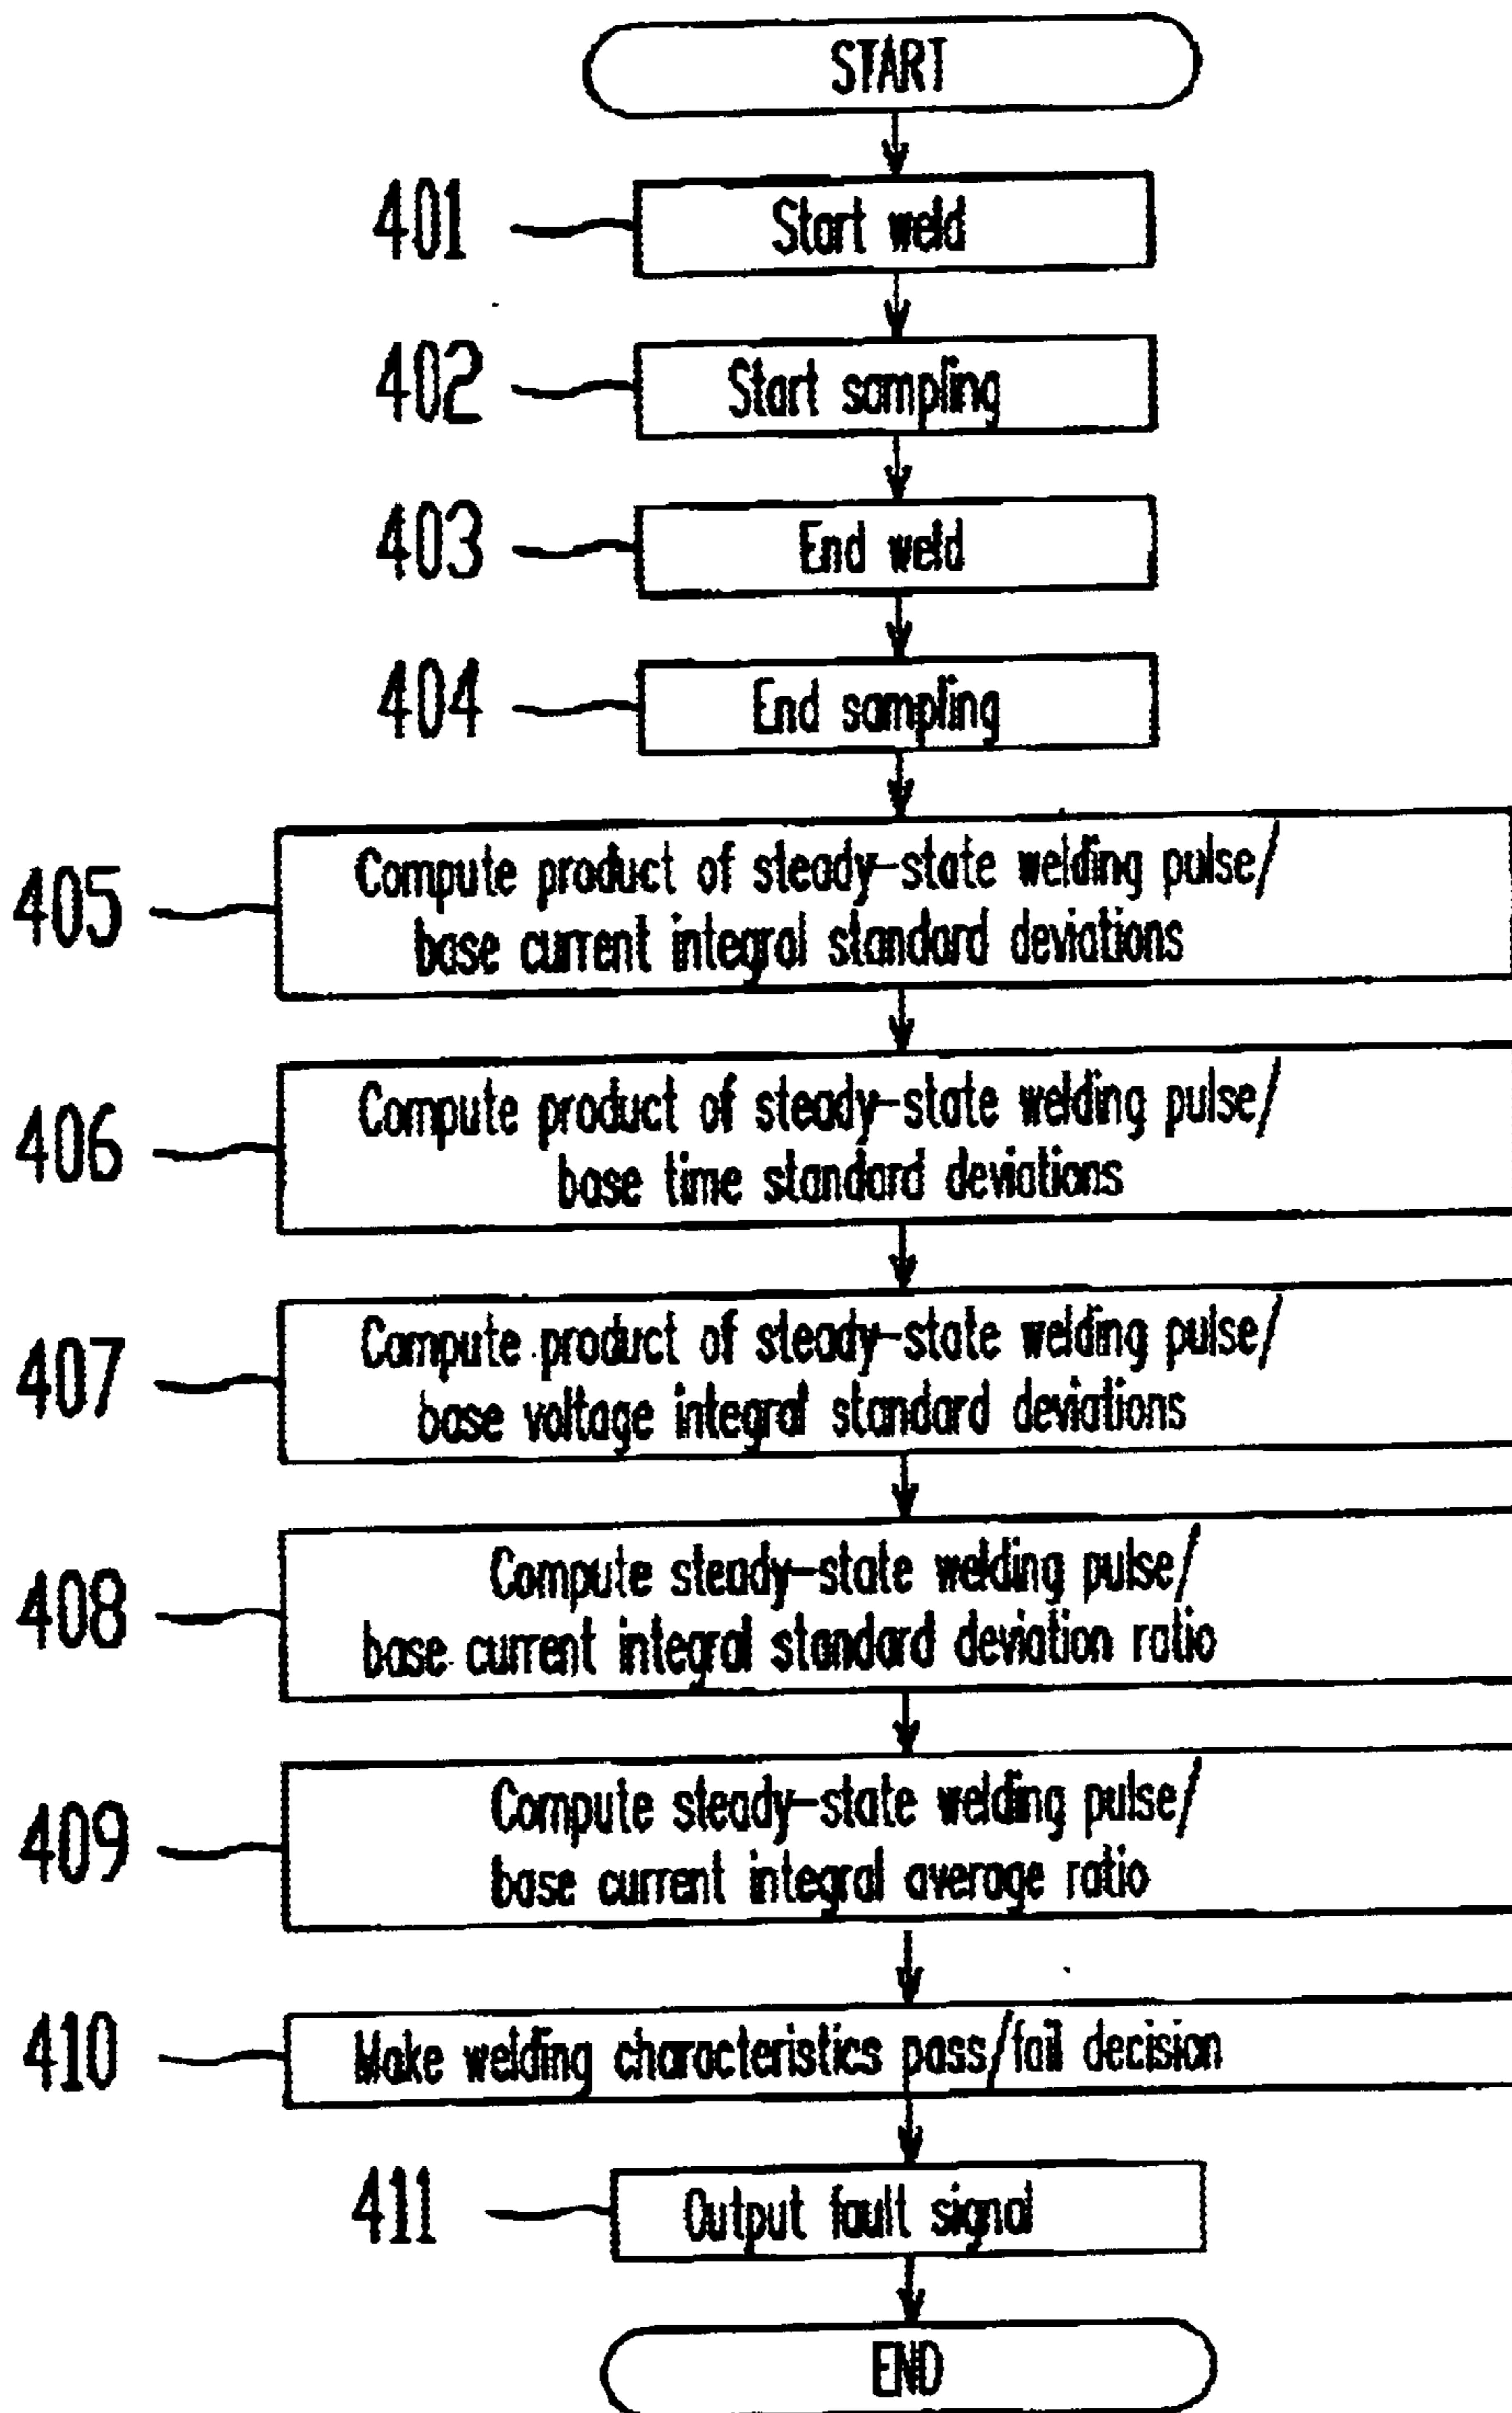 START
401
Start weld
402
Start sampling
403
End weld
404
End sampling
405
Compute product of steady-state welding pulse/
base current integral standard deviations
406
Compute product of steady-state welding pulse/
base time standard deviations
407
Compute product of steady-state welding pulse/
base voltage integral standard deviations
408
Compute steady-state welding pulse/
base current integral standard deviation ratio
409
Compute steady-state welding pulse/
base current integral average ratio
410
Make welding characteristics pass/fail decision
411
Output fault signal
END